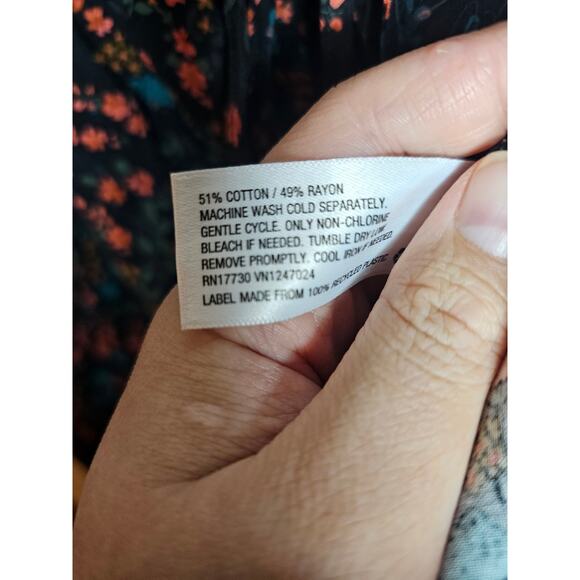 51% COTTON / 49% RAYON
MACHINE WASH COLD SEPARATELY.
GENTLE CYCLE. ONLY NON-CHLORINE
BLEACH IF NEEDED. TUMBLE DRY LOW.
REMOVE PROMPTLY. COOL IRON IF NEEDED.
RN17730 VN1247024
LABEL MADE FROM 100% RECYCLED PLASTIC.